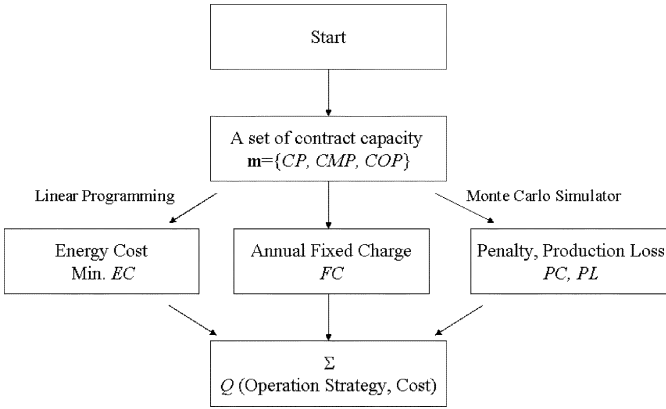 Start
A set of contract capacity
m={CP, CMP, COP}
Linear Programming
Monte Carlo Simulator
Energy Cost
Min. EC
Annual Fixed Charge
FC
Penalty, Production Loss
PC, PL
Σ
Q (Operation Strategy, Cost)